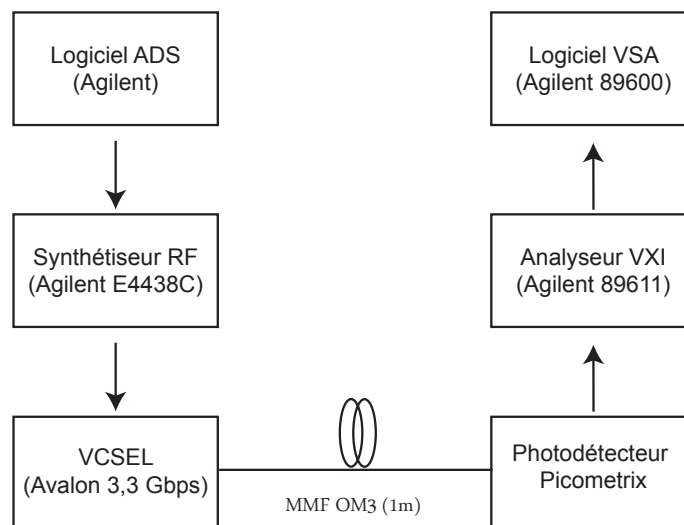 Logiciel ADS
(Agilent)
Logiciel VSA
(Agilent 89600)
Synthétiseur RF
(Agilent E4438C)
Analyseur VXI
(Agilent 89611)
VCSEL
(Avalon 3,3 Gbps)
MMF OM3 (1m)
Photodétecteur
Picometrix